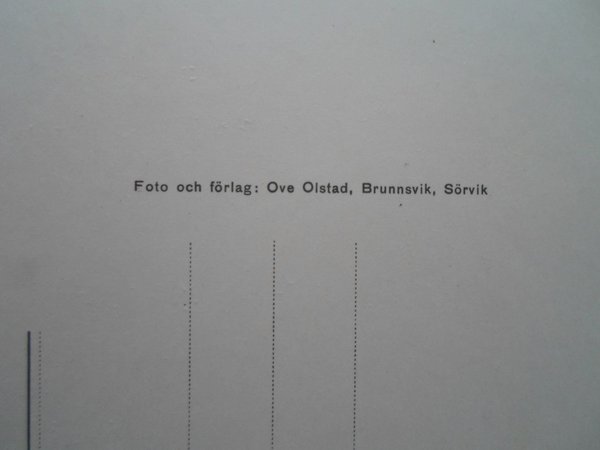 Foto och förlag: Ove Olstad, Brunnsvik, Sörvik